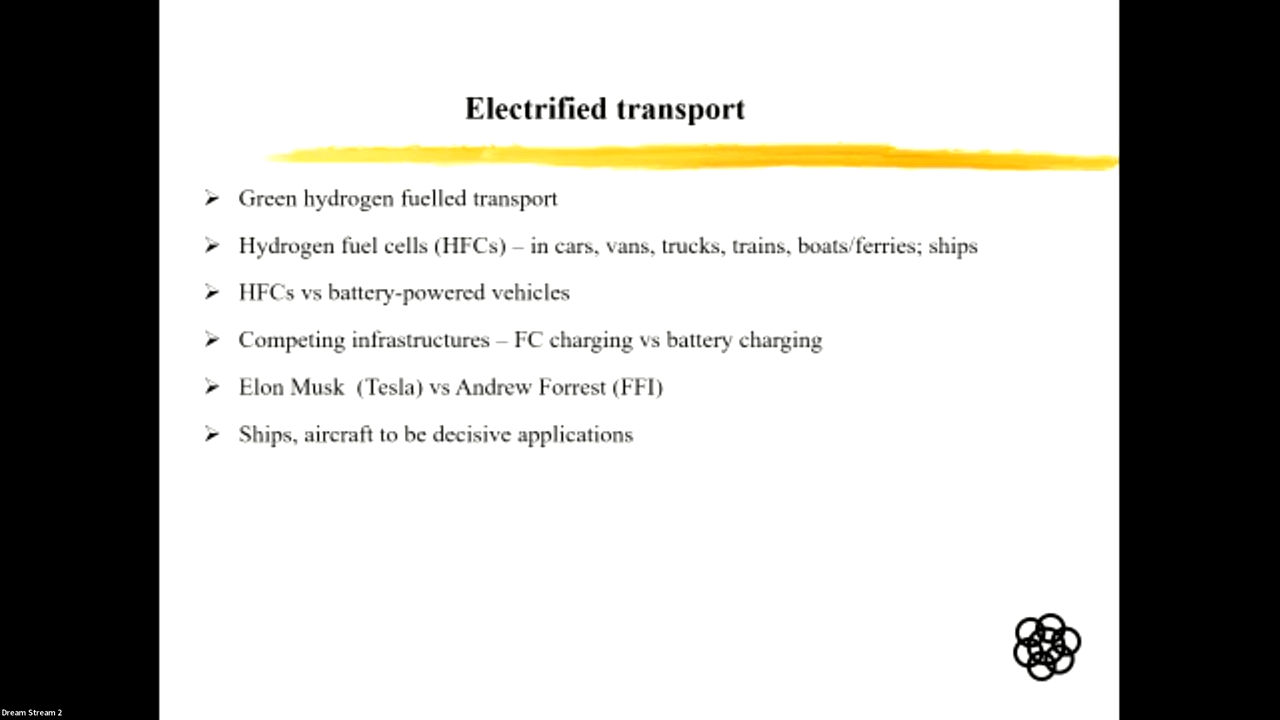 Electrified transport
Green hydrogen fuelled transport
Hydrogen fuel cells (HFCs) – in cars, vans, trucks, trains, boats/ferries; ships
HFCs vs battery-powered vehicles
Competing infrastructures – FC charging vs battery charging
Elon Musk  (Tesla) vs Andrew Forrest (FFI)
Ships, aircraft to be decisive applications
Dream Stream 2